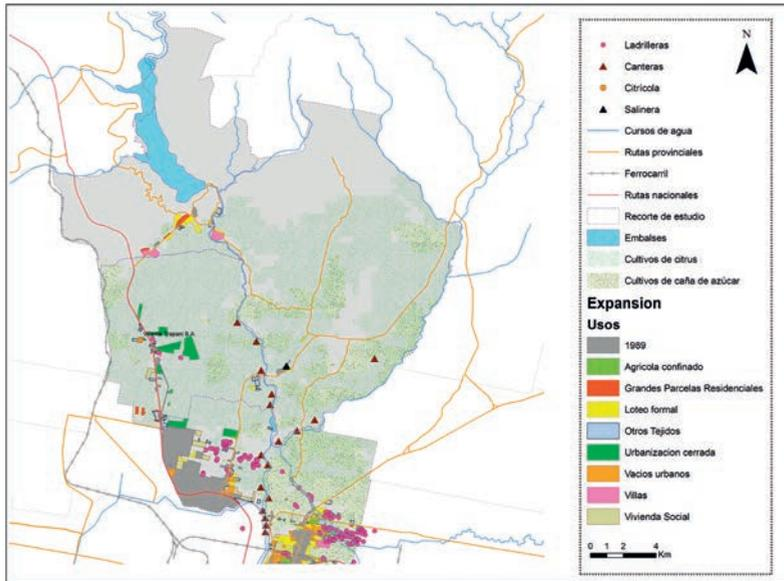 N
Ladrilleras
Canteras
Citrícola
Salinera
Cursos de agua
Rutas provinciales
Ferrocarril
Rutas nacionales
Recorte de estudio
Embalses
Cultivos de citrus
Cultivos de caña de azúcar
Expansion
Usos
1989
Agricola confinado
Grandes Parcelas Residenciales
Loteo formal
Otros Tejidos
Urbanizacion cerrada
Vacios urbanos
Villas
Vivienda Social
0 1 2 4
Km
S.A.